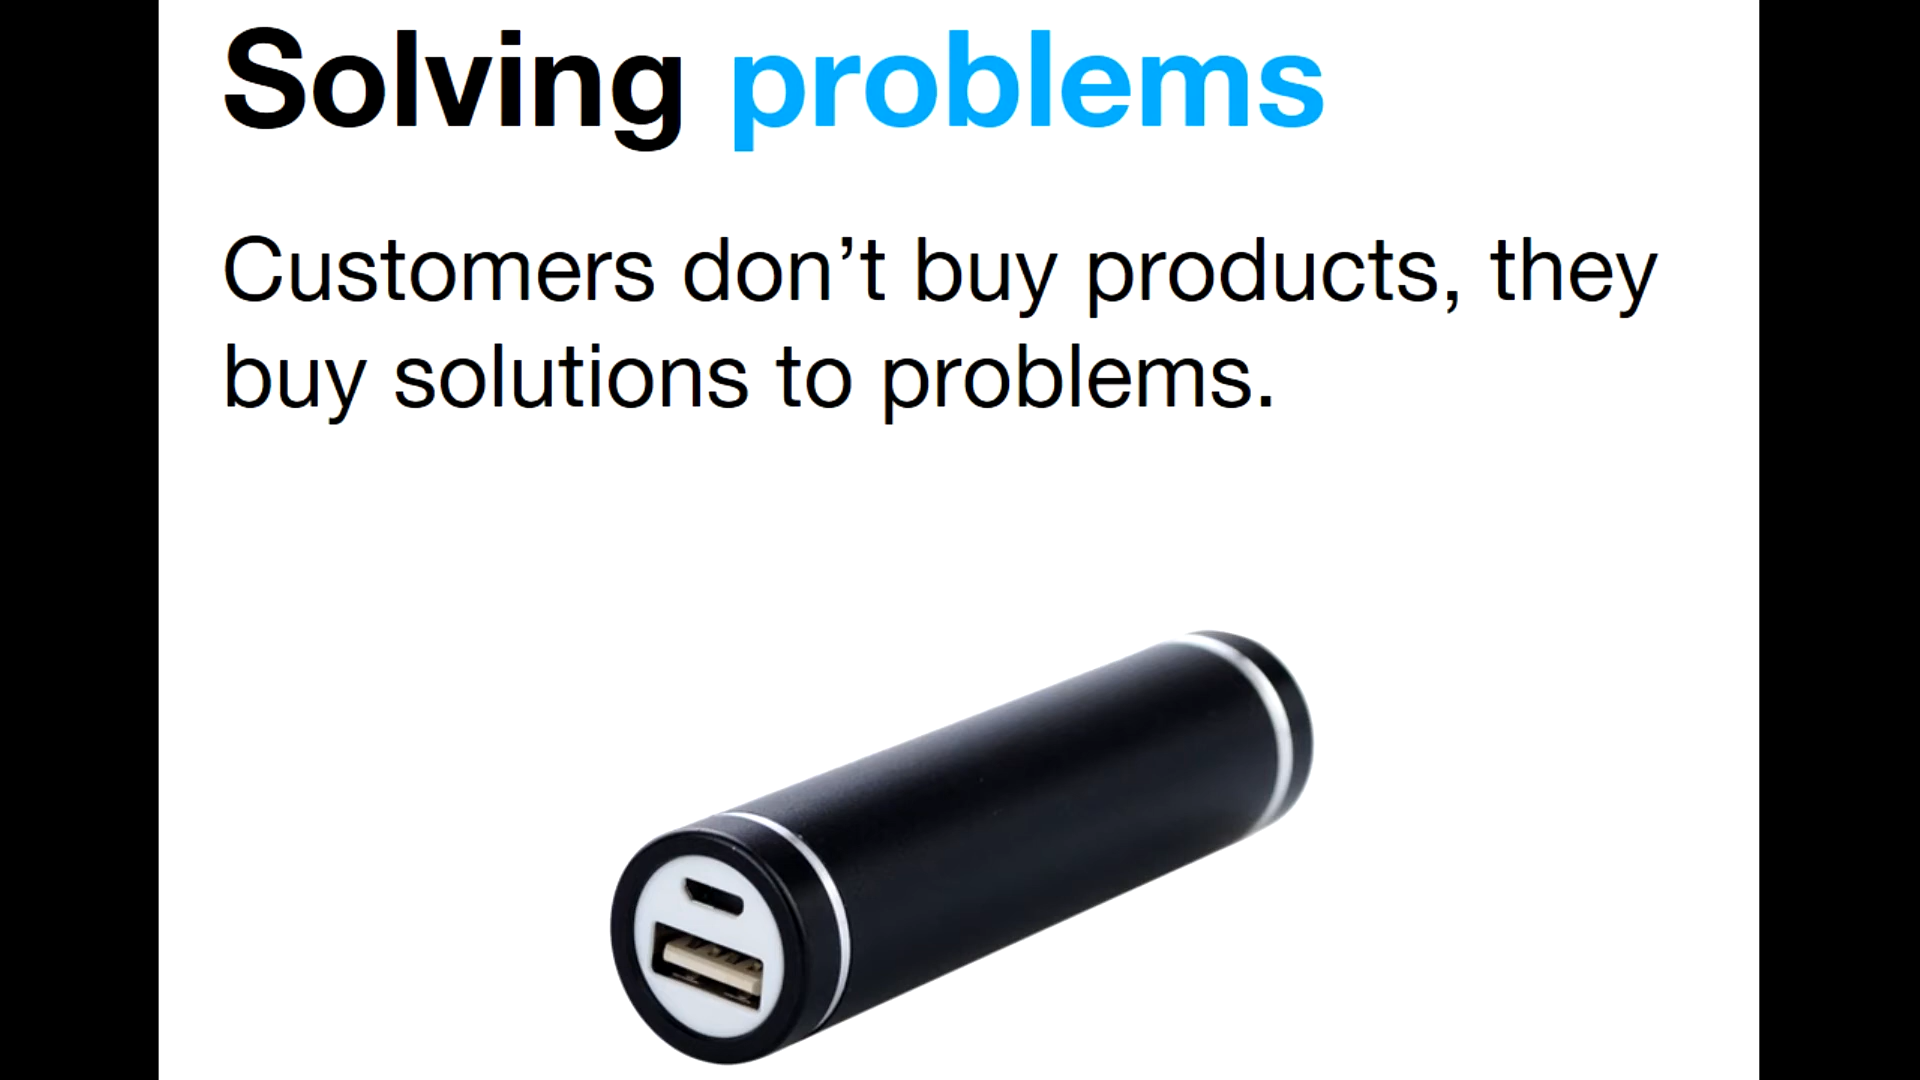 Solving problems
Customers don’t buy products, they
buy solutions to problems.